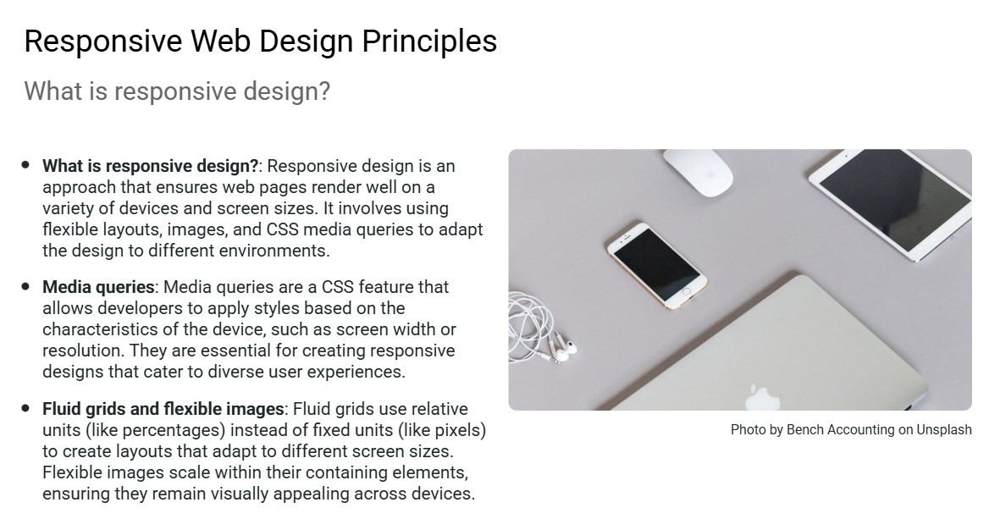 Responsive Web Design Principles
What is responsive design?
• What is responsive design?: Responsive design is an
approach that ensures web pages render well on a
variety of devices and screen sizes. It involves using
flexible layouts, images, and CSS media queries to adapt
the design to different environments.
• Media queries: Media queries are a CSS feature that
allows developers to apply styles based on the
characteristics of the device, such as screen width or
resolution. They are essential for creating responsive
designs that cater to diverse user experiences.
• Fluid grids and flexible images: Fluid grids use relative
units (like percentages) instead of fixed units (like pixels)
to create layouts that adapt to different screen sizes.
Flexible images scale within their containing elements,
ensuring they remain visually appealing across devices.
Photo by Bench Accounting on Unsplash